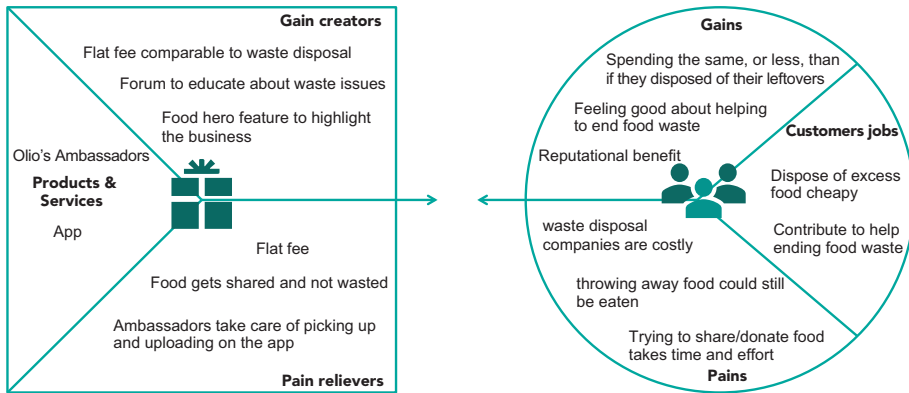 Gain creators
Flat fee comparable to waste disposal
Forum to educate about waste issues
Food hero feature to highlight
the business
Olio's Ambassadors
Products &
Services
App
Flat fee
Food gets shared and not wasted
Ambassadors take care of picking up
and uploading on the app
Pain relievers
Gains
Spending the same, or less, than
if they disposed of their leftovers
Feeling good about helping
to end food waste
Reputational benefit
Customers jobs
Dispose of excess
food cheapy
Contribute to help
ending food waste
waste disposal
companies are costly
throwing away food could still
be eaten
Trying to share/donate food
takes time and effort
Pains